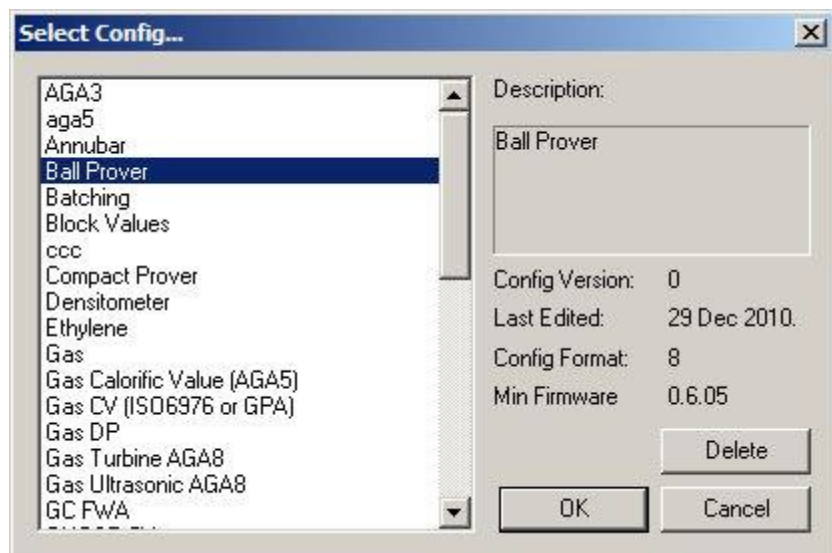 Select Config...
AGA3
aga5
Annubar
Ball Prover
Batching
Block Values
ccc
Compact Prover
Densitometer
Ethylene
Gas
Gas Calorific Value (AGA5)
Gas CV (ISO6976 or GPA)
Gas DP
Gas Turbine AGA8
Gas Ultrasonic AGA8
GC FWA
Description:
Ball Prover
Config Version: 0
Last Edited: 29 Dec 2010.
Config Format: 8
Min Firmware 0.6.05
Delete
OK Cancel